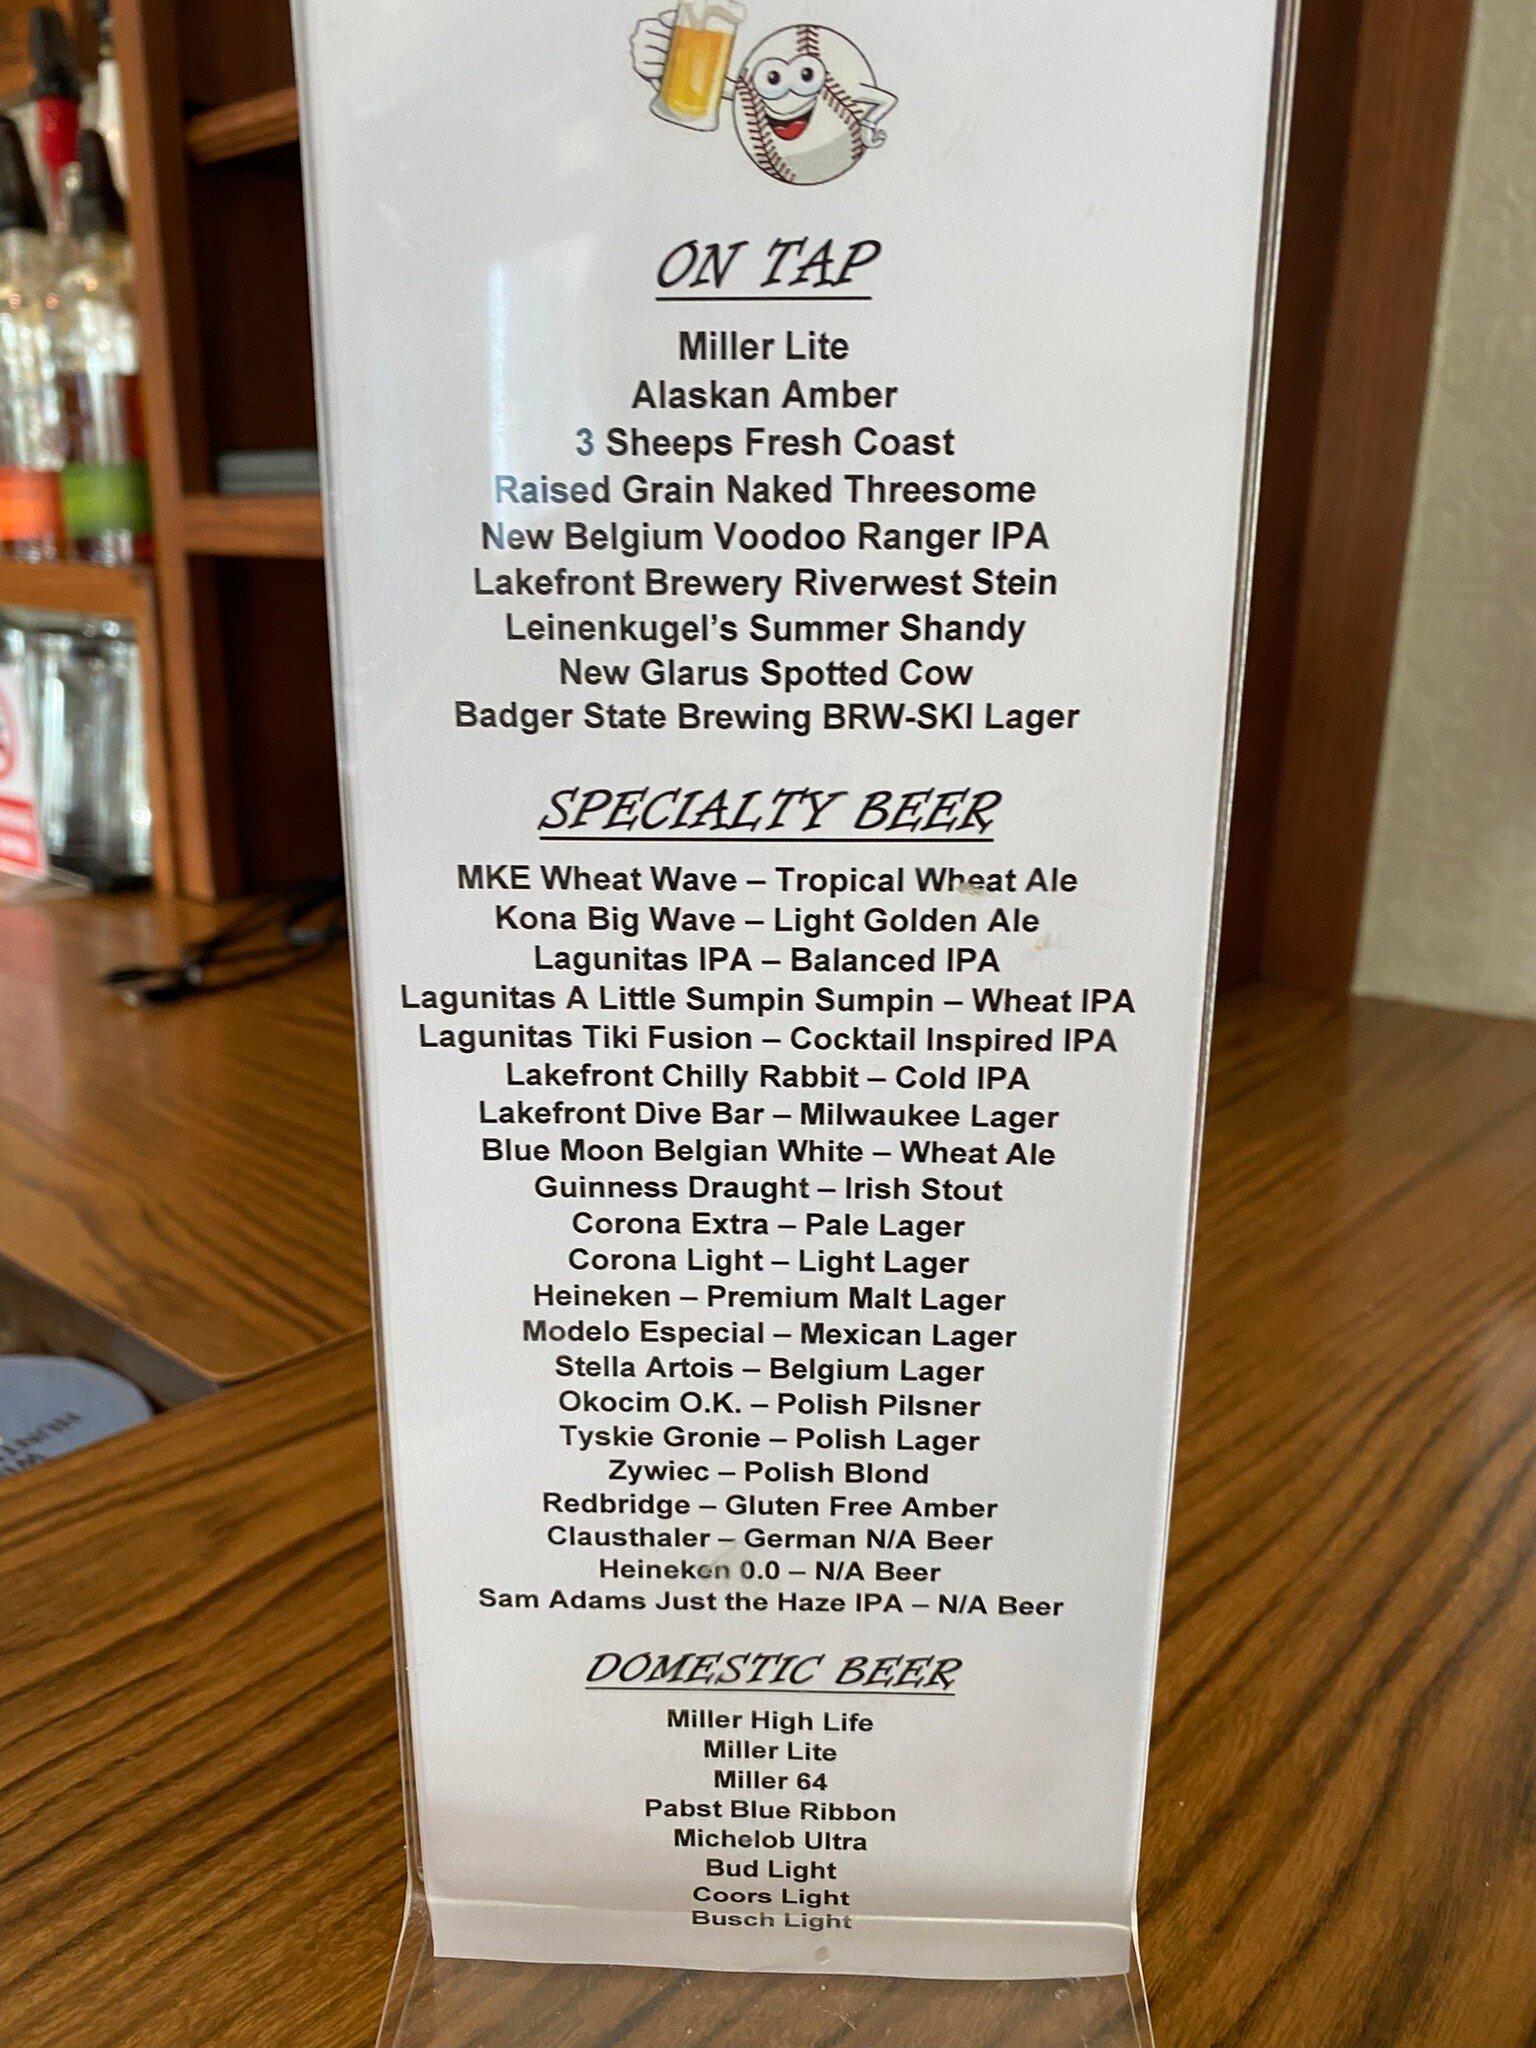 ON TAP
Miller Lite
Alaskan Amber
3 Sheeps Fresh Coast
Raised Grain Naked Threesome
New Belgium Voodoo Ranger IPA
Lakefront Brewery Riverwest Stein
Leinenkugel’s Summer Shandy
New Glarus Spotted Cow
Badger State Brewing BRW-SKI Lager
SPECIALTY BEER
MKE Wheat Wave – Tropical Wheat Ale
Kona Big Wave – Light Golden Ale
Lagunitas IPA – Balanced IPA
Lagunitas A Little Sumpin Sumpin – Wheat IPA
Lagunitas Tiki Fusion – Cocktail Inspired IPA
Lakefront Chilly Rabbit – Cold IPA
Lakefront Dive Bar – Milwaukee Lager
Blue Moon Belgian White – Wheat Ale
Guinness Draught – Irish Stout
Corona Extra – Pale Lager
Corona Light – Light Lager
Heineken – Premium Malt Lager
Modelo Especial – Mexican Lager
Stella Artois – Belgium Lager
Okocim O.K. – Polish Pilsner
Tyskie Gronie – Polish Lager
Zywiec – Polish Blond
Redbridge – Gluten Free Amber
Clausthaler – German N/A Beer
Heineken 0.0 – N/A Beer
Sam Adams Just the Haze IPA – N/A Beer
DOMESTIC BEER
Miller High Life
Miller Lite
Miller 64
Pabst Blue Ribbon
Michelob Ultra
Bud Light
Coors Light
Busch Light